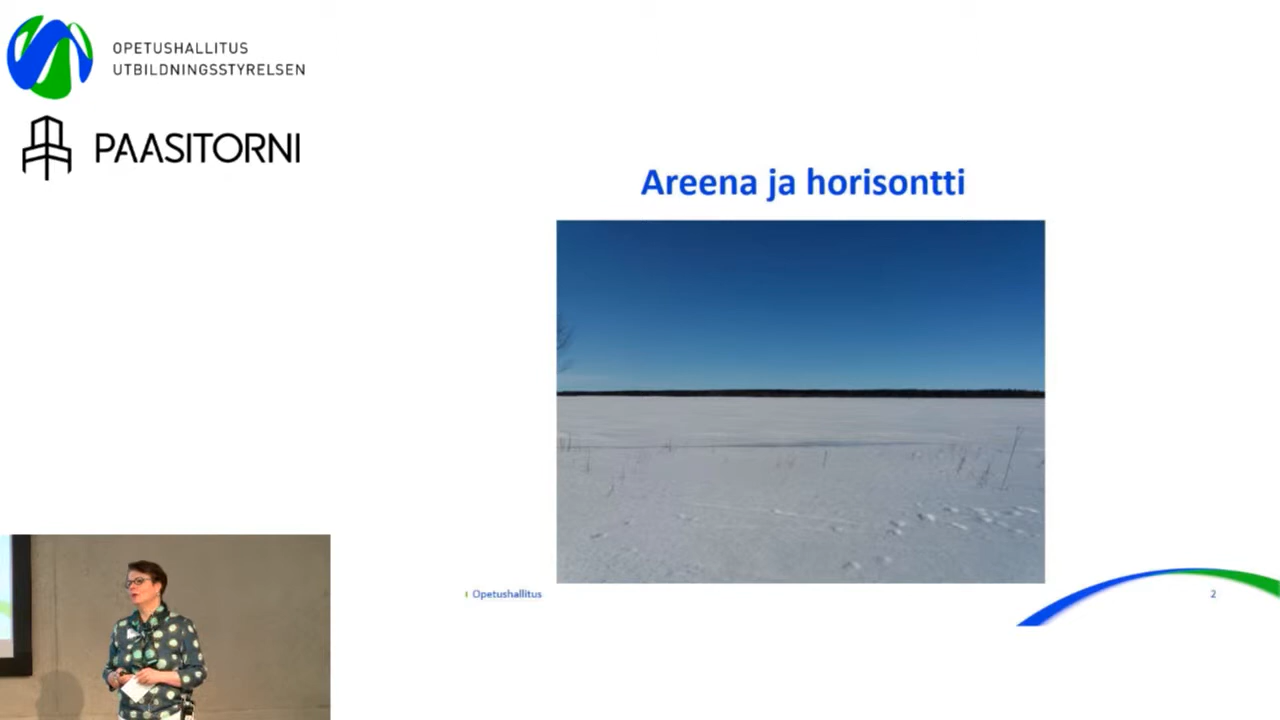 OPETUSHALLITUS
UTBILDNINGSSTYRELSEN
PAASITORNI
Areena ja horisontti
Opetushallitus
2